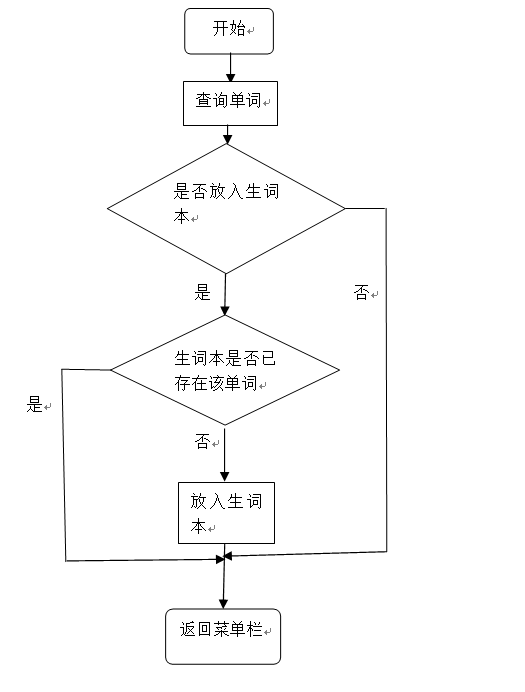 开始
查询单词
是否放入生词
本
是
否
生词本是否已
存在该单词
是
否
放入生词
本
返回菜单栏